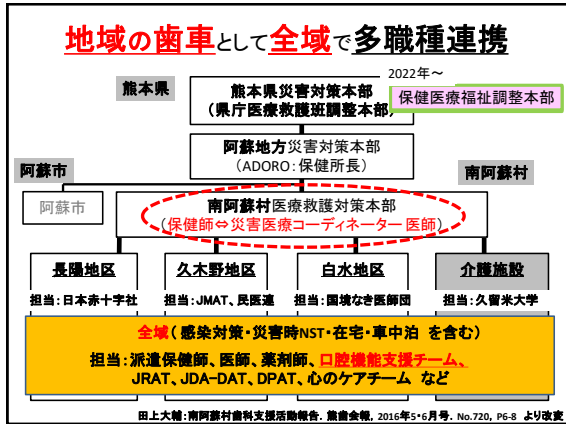 地域の歯車として全域で多職種連携
2022年~
熊本県
熊本県災害対策本部
(県庁医療救護班調整本部)
保健医療福祉調整本部
阿蘇地方災害対策本部
(ADORO:保健所長)
阿蘇市
南阿蘇村
阿蘇市
南阿蘇村医療救護対策本部
(保健師⇔災害医療コーディネーター 医師)
長陽地区
久木野地区
白水地区
介護施設
担当:日本赤十字社
担当:JMAT、民医連
担当:国境なき医師団
担当:久留米大学
全域(感染対策・災害時NST・在宅・車中泊 を含む)
担当:派遣保健師、医師、薬剤師、口腔機能支援チーム、
JRAT、JDA-DAT、DPAT、心のケアチーム など
田上大輔:南阿蘇村歯科支援活動報告. 熊歯会報, 2016年5・6月号. No.720, P6-8 より改変